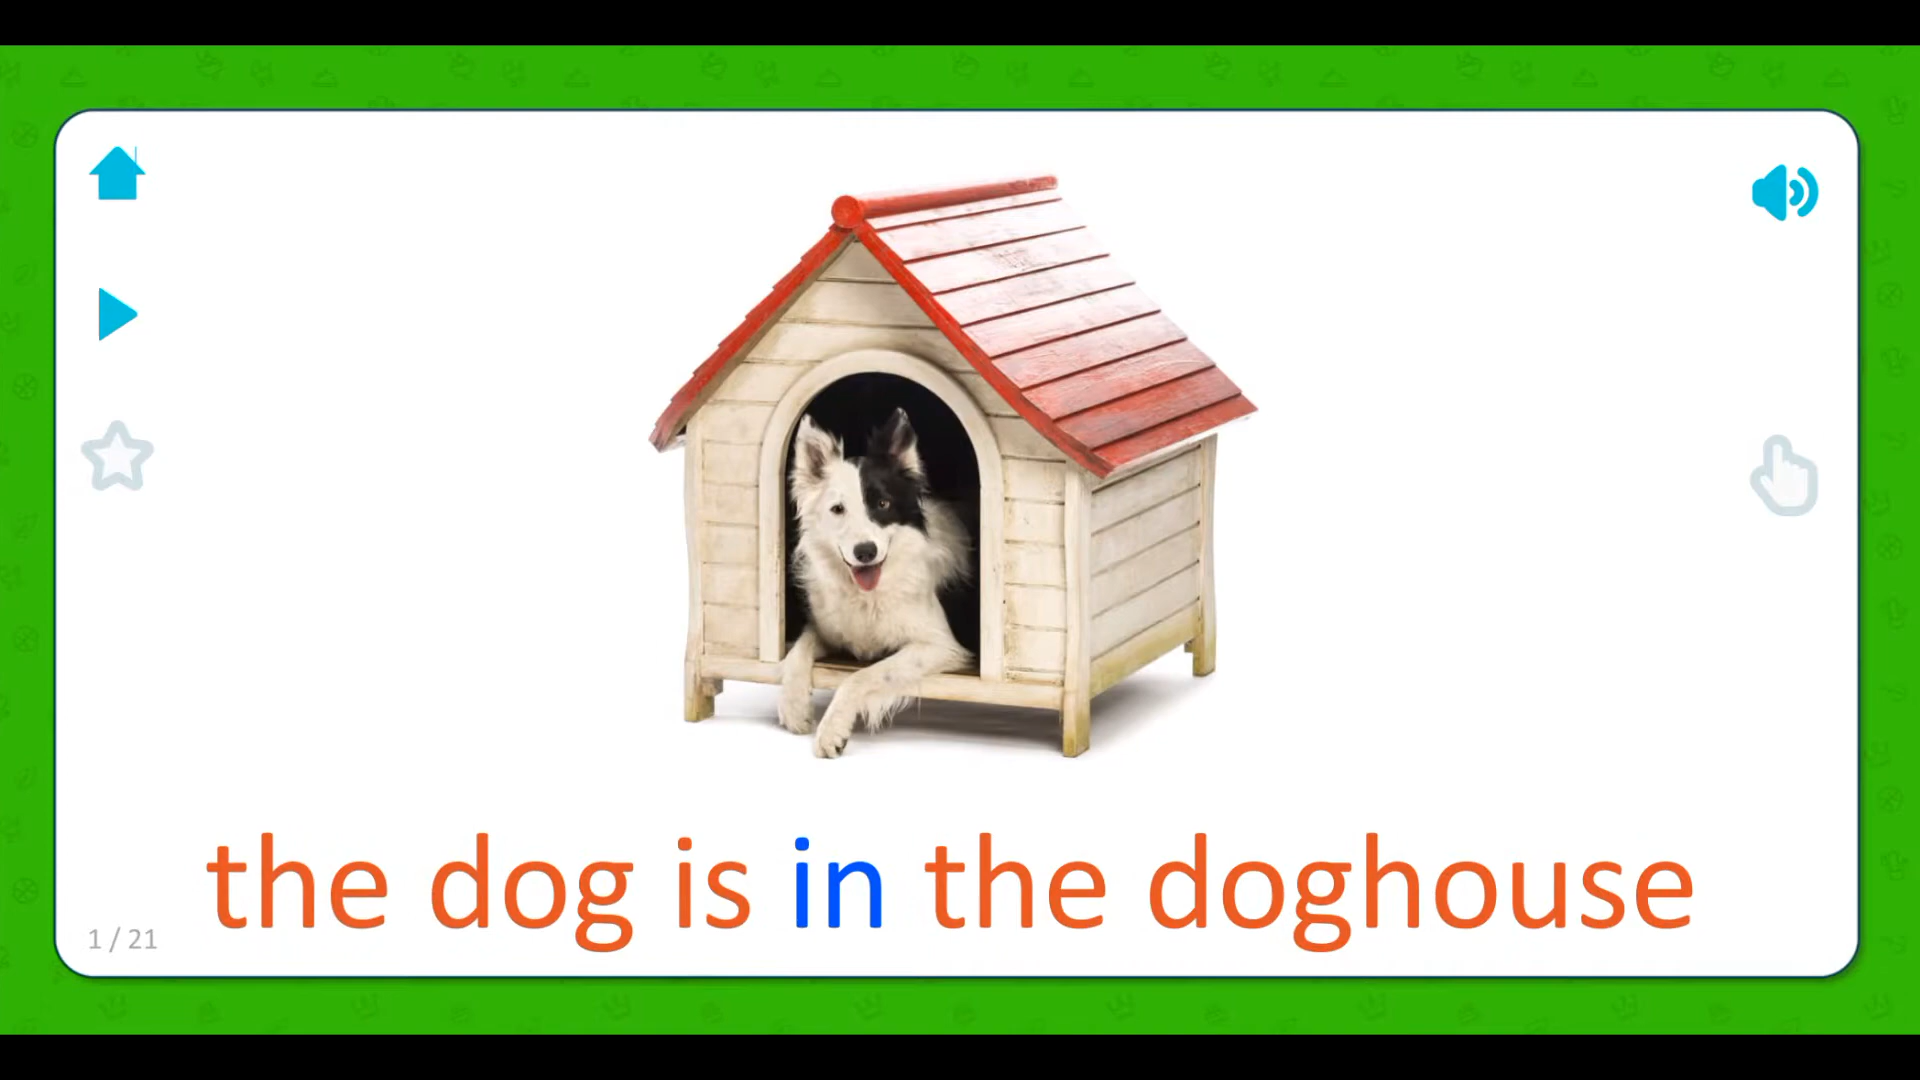 the dog is in the doghouse
1 / 21